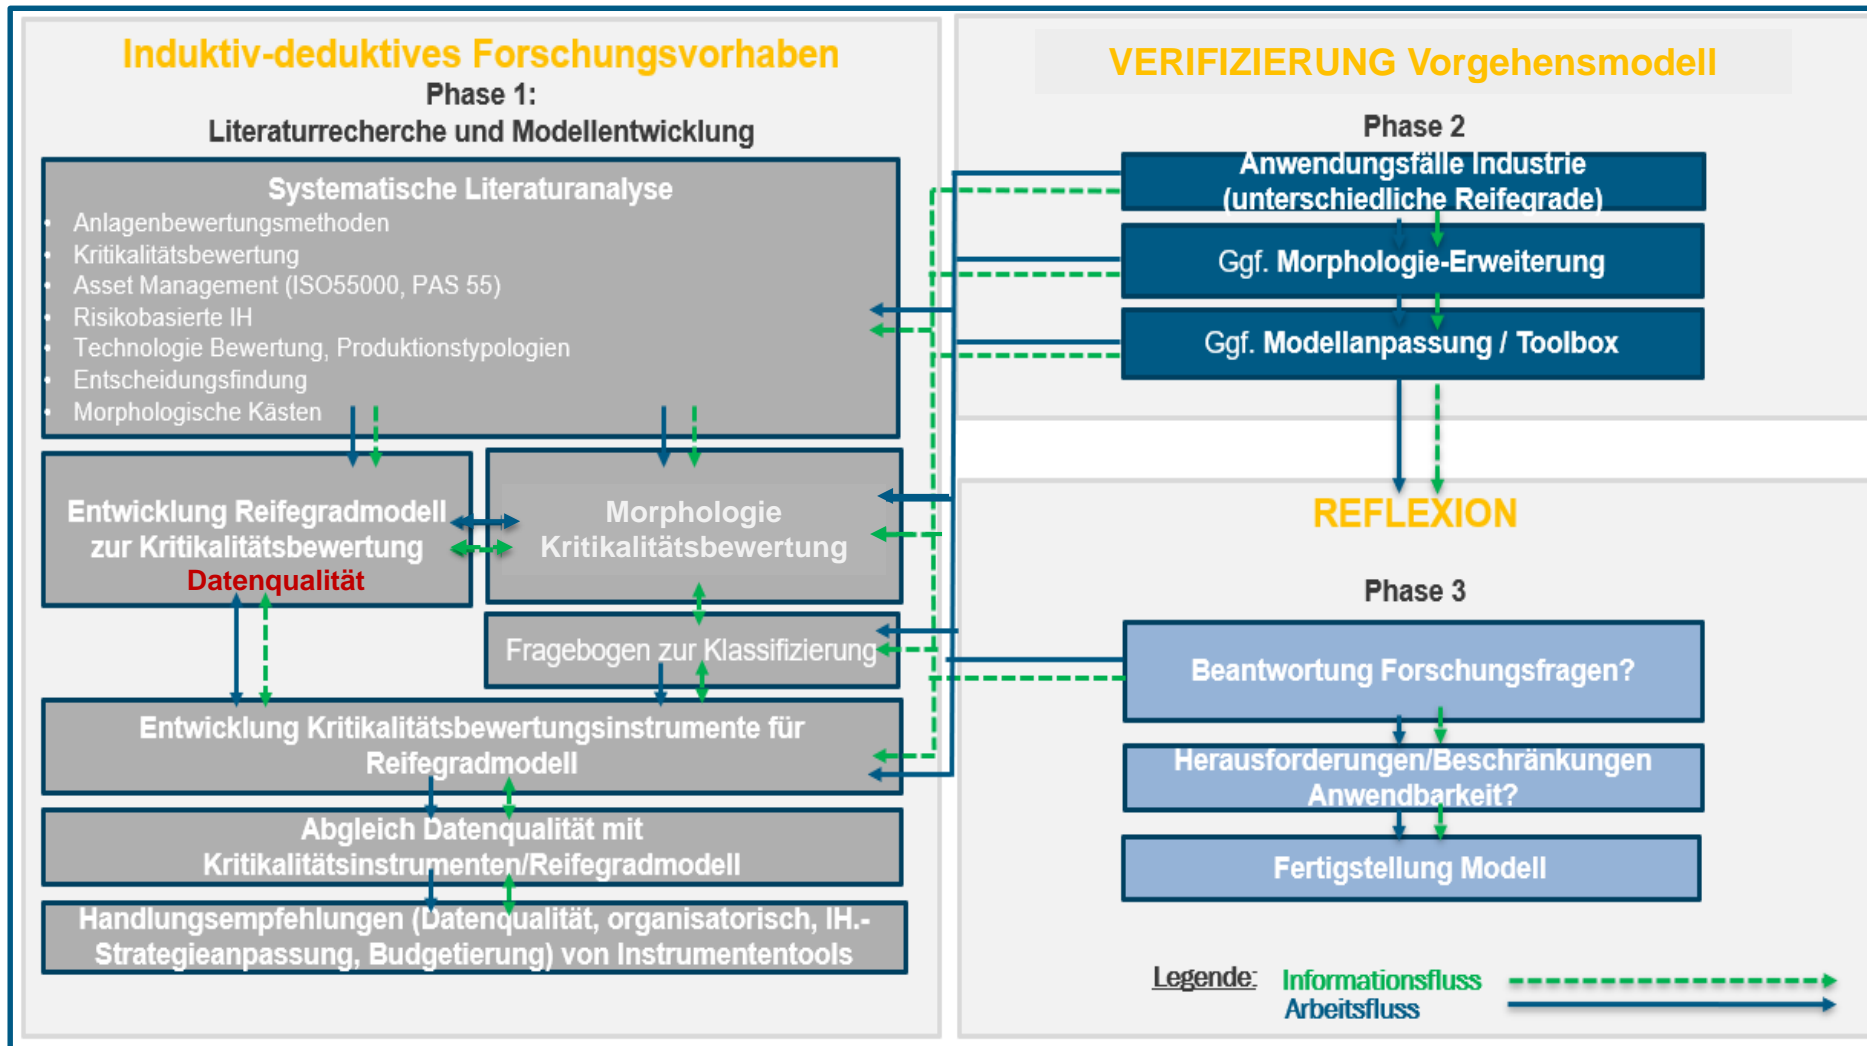 Induktiv-deduktives Forschungsvorhaben
Phase 1:
Literaturrecherche und Modellentwicklung
Systematische Literaturanalyse
• Anlagenbewertungsmethoden
• Kritikalitätsbewertung
• Asset Management (ISO55000, PAS 55)
• Risikobasierte IH
• Technologie Bewertung, Produktionstypologien
• Entscheidungsfindung
• Morphologische Kästen
Entwicklung Reifegradmodell
zur Kritikalitätsbewertung
Datenqualität
Morphologie
Kritikalitätsbewertung
Fragebogen zur Klassifizierung
Entwicklung Kritikalitätsbewertungsinstrumente für
Reifegradmodell
Abgleich Datenqualität mit
Kritikalitätsinstrumenten/Reifegradmodell
Handlungsempfehlungen (Datenqualität, organisatorisch, IH.-
Strategieanpassung, Budgetierung) von Instrumententools
VERIFIZIERUNG Vorgehensmodell
Phase 2
Anwendungsfälle Industrie
(unterschiedliche Reifegrade)
Ggf. Morphologie-Erweiterung
Ggf. Modellanpassung / Toolbox
REFLEXION
Phase 3
Beantwortung Forschungsfragen?
Herausforderungen/Beschränkungen
Anwendbarkeit?
Fertigstellung Modell
Legende: Informationsfluss
Arbeitsfluss